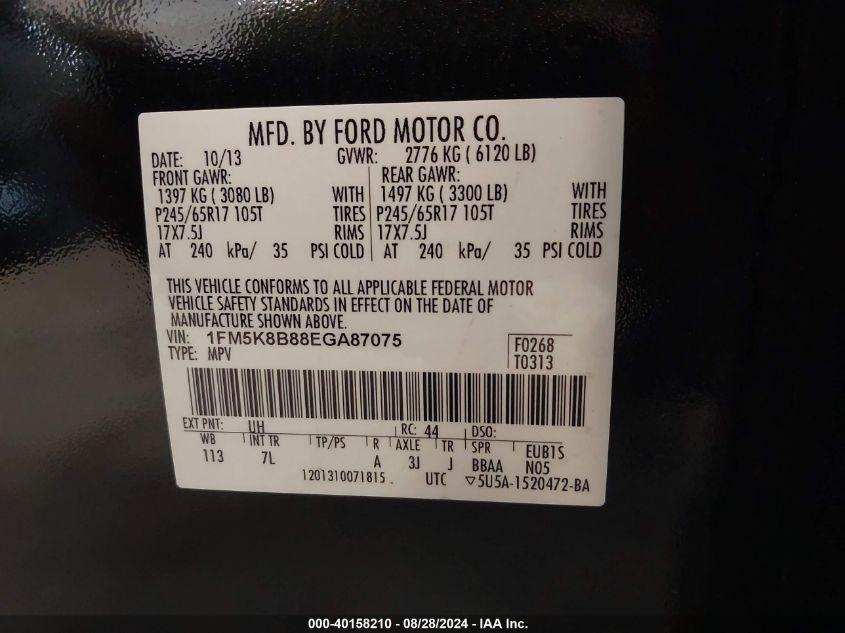 MFD. BY FORD MOTOR CO.
DATE: 10/13 GVWR: 2776 KG ( 6120 LB)
FRONT GAWR: REAR GAWR:
1397 KG ( 3080 LB) WITH 1497 KG ( 3300 LB) WITH
P245/65R17 105T TIRES P245/65R17 105T TIRES
17X7.5J RIMS 17X7.5J RIMS
AT 240 kPa/ 35 PSI COLD AT 240 kPa/ 35 PSI COLD
THIS VEHICLE CONFORMS TO ALL APPLICABLE FEDERAL MOTOR
VEHICLE SAFETY STANDARDS IN EFFECT ON THE DATE OF
MANUFACTURE SHOWN ABOVE.
VIN: 1FM5K8B88EGA87075 F0268
TYPE: MPV T0313
EXT PNT: UH RC: 44 DSO:
WB INT TR TP/PS R AXLE TR SPR EUB1S
113 7L A 3J J BBAA N05
1201310071815 UTC ▽5U5A-1520472-BA
000-40158210 - 08/28/2024 - IAA Inc.